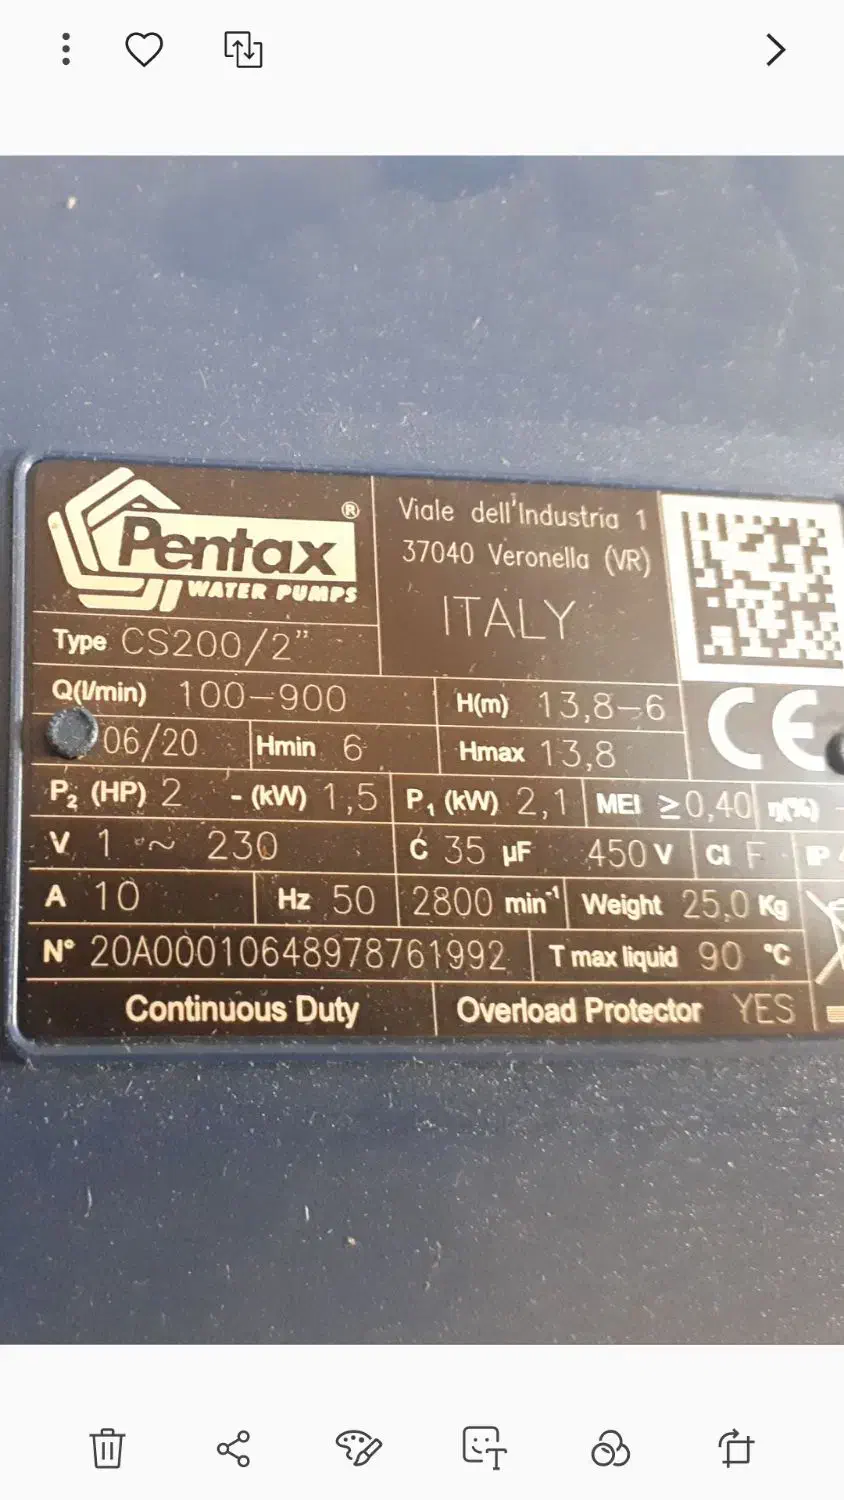 Pentax®
WATER PUMPS
Viale dell'Industria 1
37040 Veronella (VR)
ITALY
Type CS200/2"
Q(l/min) 100-900 H(m) 13,8-6
06/20 Hmin 6 Hmax 13,8
CE
P₂ (HP) 2 - (kW) 1,5 P₁ (kW) 2,1 MEI ≥0,40 η(%) -
V 1 ~ 230 C 35 µF 450 V Cl F IP 4
A 10 Hz 50 2800 min⁻¹ Weight 25,0 Kg
N° 20A00010648978761992 T max liquid 90 °C
Continuous Duty Overload Protector YES